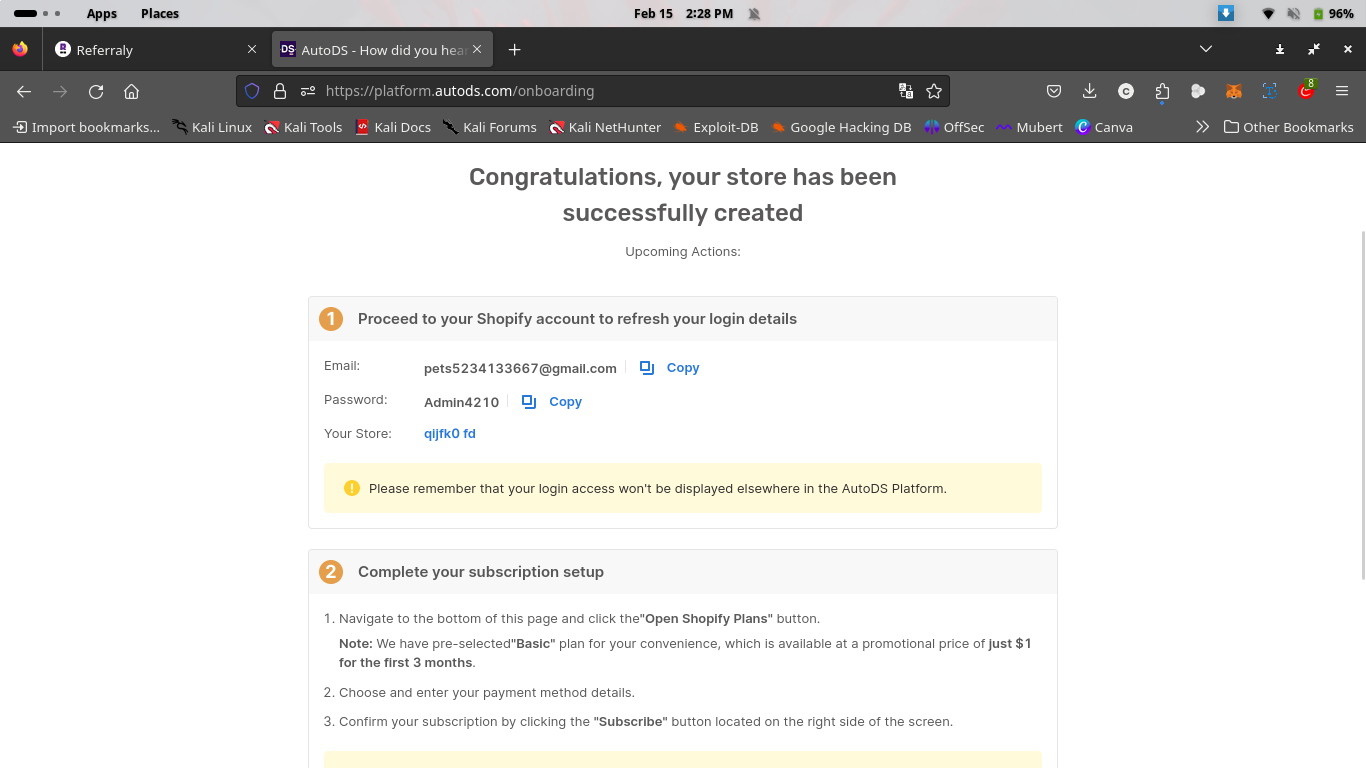 Apps Places Feb 15 2:28 PM 96%
Referraly AutoDS - How did you hear
https://platform.autods.com/onboarding 8
Import bookmarks... Kali Linux Kali Tools Kali Docs Kali Forums Kali NetHunter Exploit-DB Google Hacking DB OffSec Mubert Canva Other Bookmarks
Congratulations, your store has been
successfully created
Upcoming Actions:
1 Proceed to your Shopify account to refresh your login details
Email: pets5234133667@gmail.com Copy
Password: Admin4210 Copy
Your Store: qijfk0 fd
Please remember that your login access won't be displayed elsewhere in the AutoDS Platform.
2 Complete your subscription setup
1. Navigate to the bottom of this page and click the"Open Shopify Plans" button.
Note: We have pre-selected"Basic" plan for your convenience, which is available at a promotional price of just $1
for the first 3 months.
2. Choose and enter your payment method details.
3. Confirm your subscription by clicking the "Subscribe" button located on the right side of the screen.